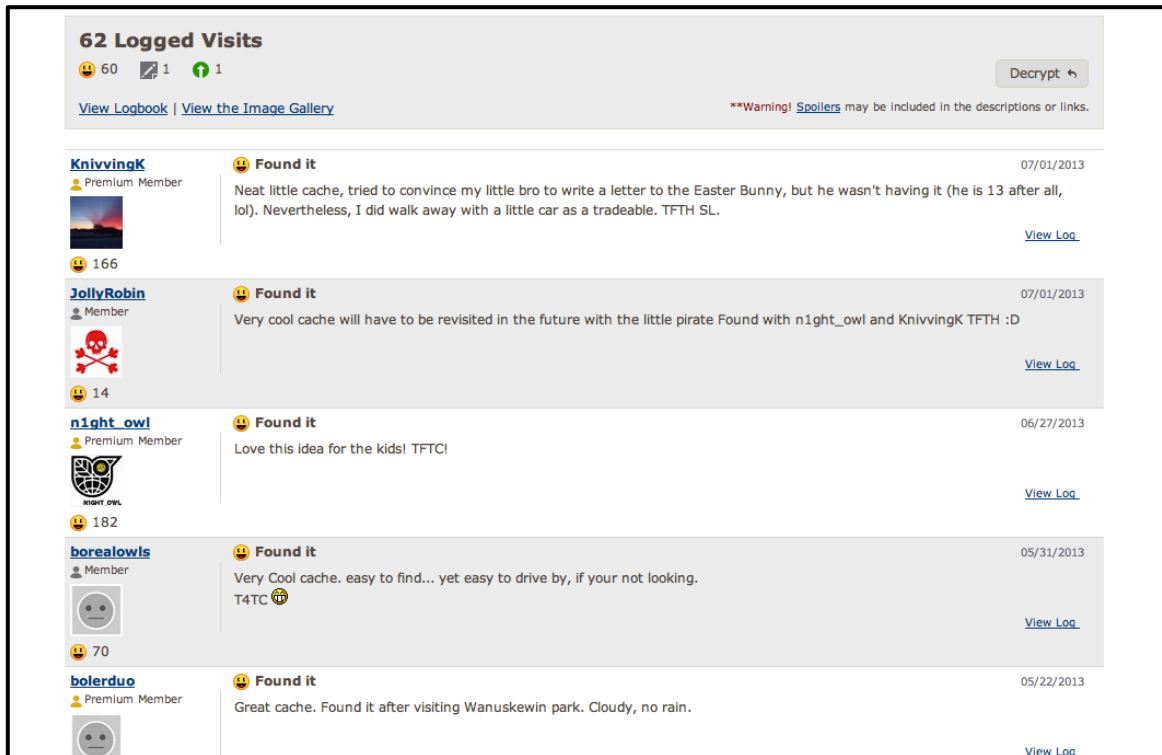 62 Logged Visits
60 1 1
Decrypt
View Logbook | View the Image Gallery
**Warning! Spoilers may be included in the descriptions or links.
KnivvingK
Found it
07/01/2013
Premium Member
Neat little cache, tried to convince my little bro to write a letter to the Easter Bunny, but he wasn't having it (he is 13 after all,
lol). Nevertheless, I did walk away with a little car as a tradeable. TFTH SL.
View Log
166
JollyRobin
Found it
07/01/2013
Member
Very cool cache will have to be revisited in the future with the little pirate Found with n1ght_owl and KnivvingK TFTH :D
View Log
14
n1ght_owl
Found it
06/27/2013
Premium Member
Love this idea for the kids! TFTC!
N1GHT_OWL
View Log
182
borealowls
Found it
05/31/2013
Member
Very Cool cache. easy to find... yet easy to drive by, if your not looking.
T4TC
View Log
70
bolerduo
Found it
05/22/2013
Premium Member
Great cache. Found it after visiting Wanuskewin park. Cloudy, no rain.
View Log